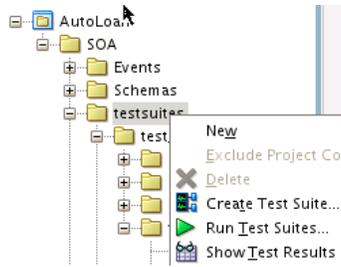 AutoLoan
SOA
Events
Schemas
testsuites
test_
New
Exclude Project Co
Delete
Create Test Suite...
Run Test Suites...
Show Test Results